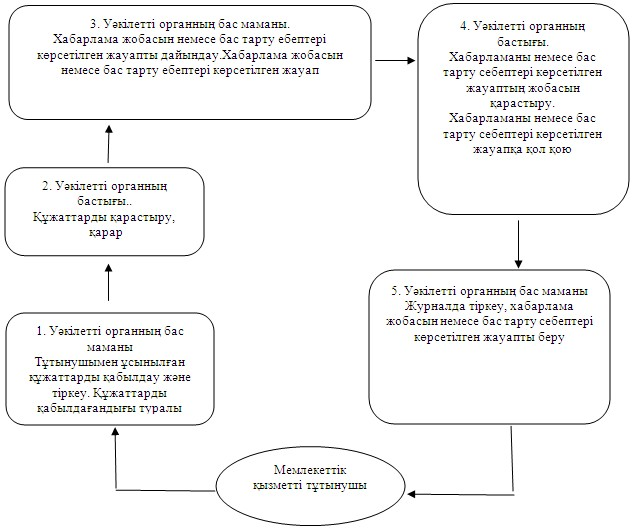 3. Уәкілетті органның бас маманы.
Хабарлама жобасын немесе бас тарту ебептері
көрсетілген жауапты дайындау.Хабарлама жобасын
немесе бас тарту ебептері көрсетілген жауап
4. Уәкілетті органның
бастығы.
Хабарламаны немесе бас
тарту себептері көрсетілген
жауаптың жобасын
қарастыру.
Хабарламаны немесе бас
тарту себептері көрсетілген
жауапқа қол қою
2. Уәкілетті органның
бастығы..
Құжаттарды қарастыру,
қарар
5. Уәкілетті органның бас маманы
Журналда тіркеу, хабарлама
жобасын немесе бас тарту себептері
көрсетілген жауапты беру
1. Уәкілетті органның бас
маманы
Тұтынушымен ұсынылған
құжаттарды қабылдау және
тіркеу. Құжаттарды
қабылдағандығы туралы
Мемлекеттік
қызметті тұтынушы